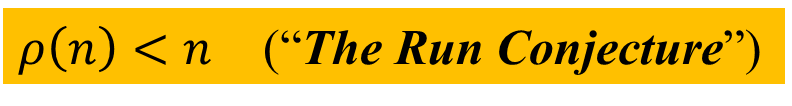 ρ(n) < n (“The Run Conjecture”)